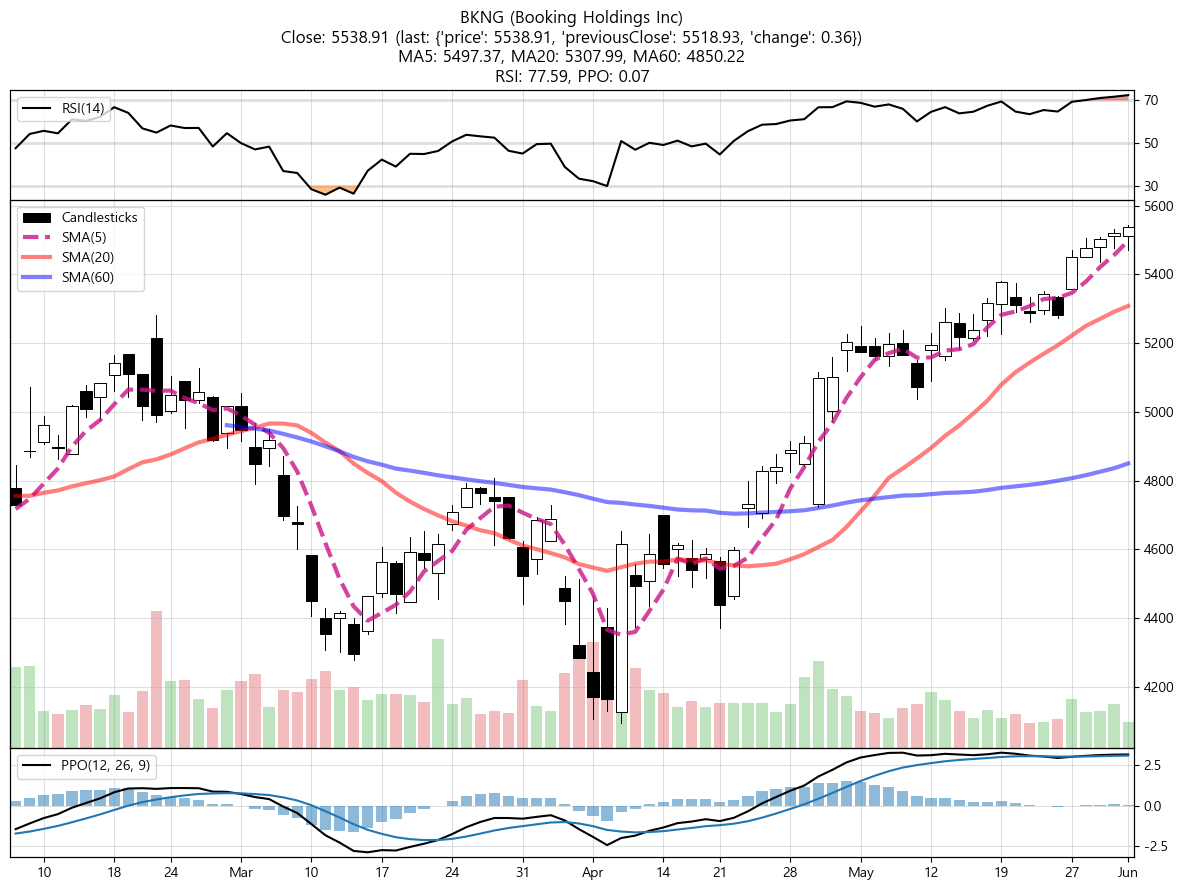 BKNG (Booking Holdings Inc)
Close: 5538.91 (last: {'price': 5538.91, 'previousClose': 5518.93, 'change': 0.36})
MA5: 5497.37, MA20: 5307.99, MA60: 4850.22
RSI: 77.59, PPO: 0.07
RSI(14)
70
50
30
Candlesticks
SMA(5)
SMA(20)
SMA(60)
5600
5400
5200
5000
4800
4600
4400
4200
PPO(12, 26, 9)
2.5
0.0
−2.5
10 18 24 Mar 10 17 24 31 Apr 14 21 28 May 12 19 27 Jun